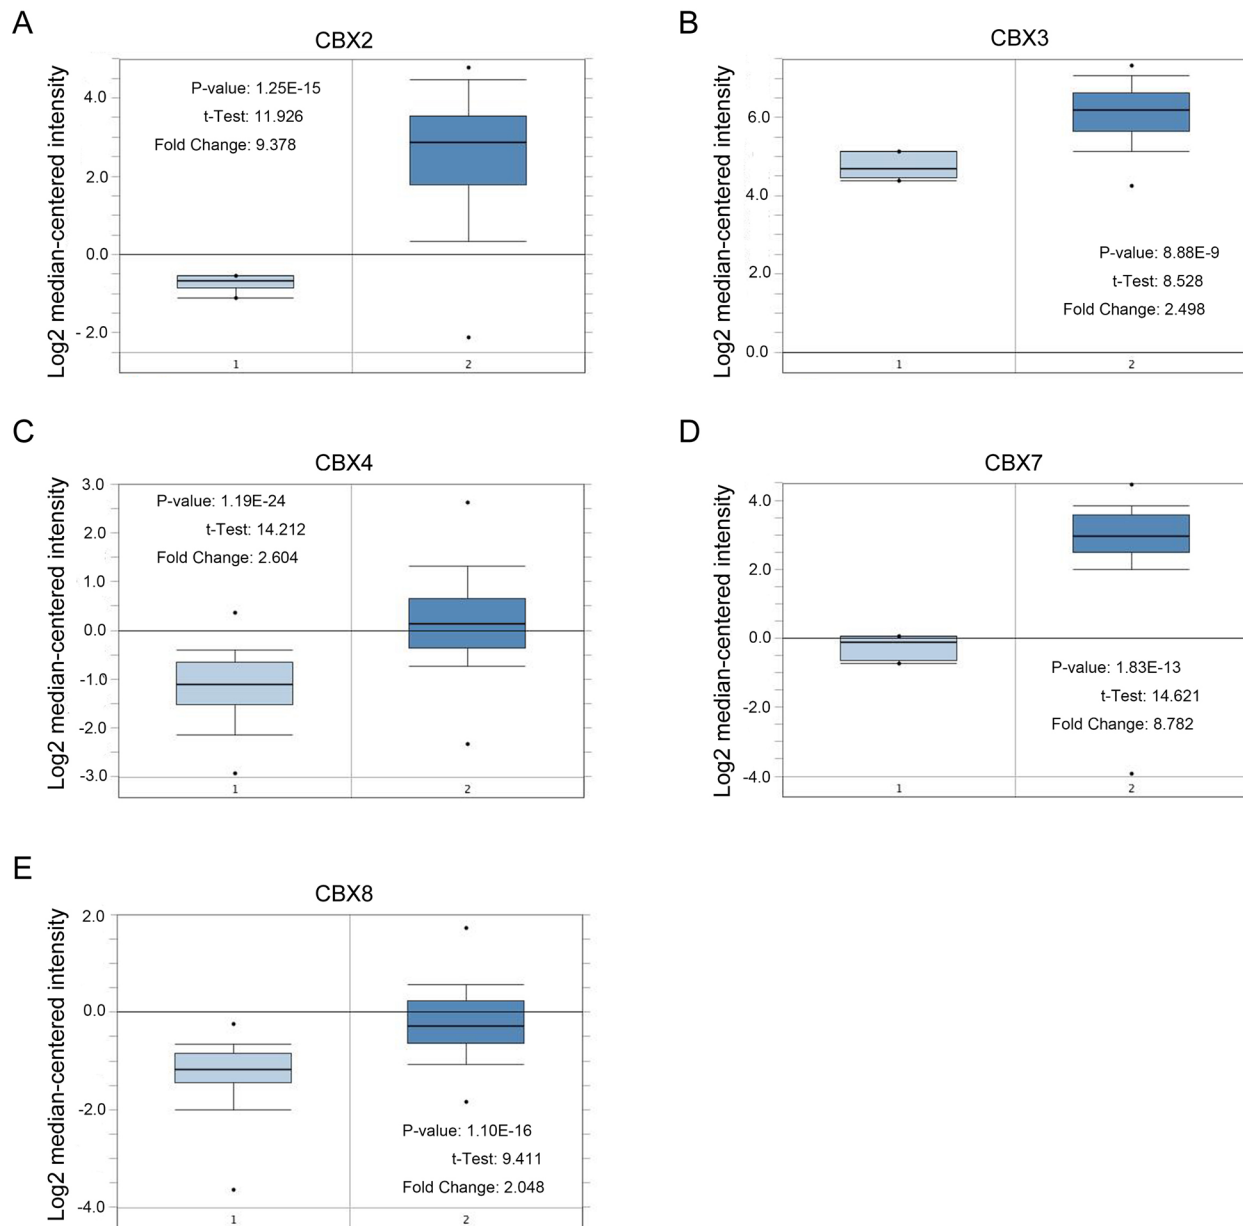 A
CBX2
Log2 median-centered intensity
4.0
2.0
0.0
- 2.0
P-value: 1.25E-15
t-Test: 11.926
Fold Change: 9.378
1
2
B
CBX3
Log2 median-centered intensity
6.0
4.0
2.0
0.0
P-value: 8.88E-9
t-Test: 8.528
Fold Change: 2.498
1
2
C
CBX4
Log2 median-centered intensity
3.0
2.0
1.0
0.0
-1.0
-2.0
-3.0
P-value: 1.19E-24
t-Test: 14.212
Fold Change: 2.604
1
2
D
CBX7
Log2 median-centered intensity
4.0
2.0
0.0
-2.0
-4.0
P-value: 1.83E-13
t-Test: 14.621
Fold Change: 8.782
1
2
E
CBX8
Log2 median-centered intensity
2.0
0.0
-2.0
-4.0
P-value: 1.10E-16
t-Test: 9.411
Fold Change: 2.048
1
2